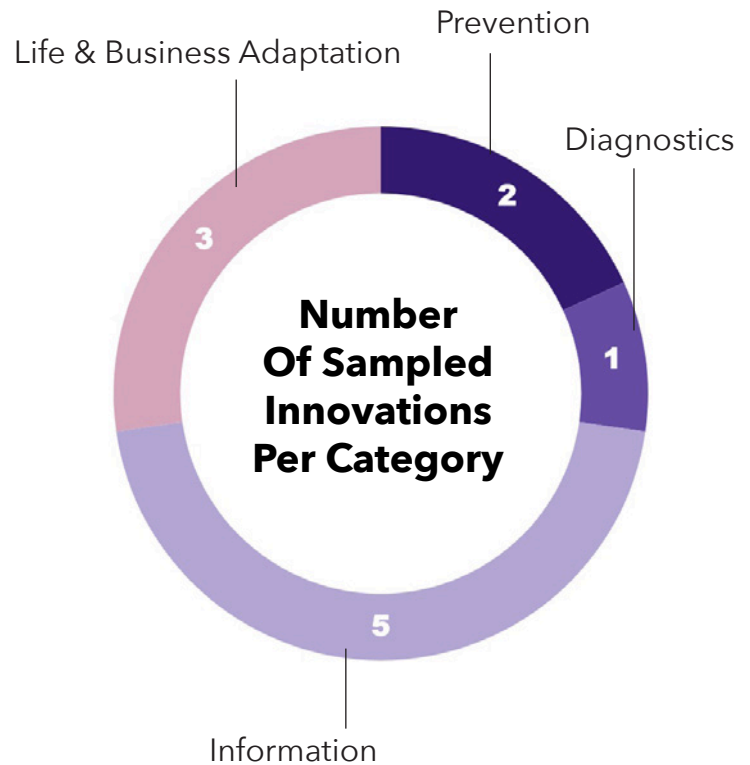 Prevention
Life & Business Adaptation
Diagnostics
2
3
1
Number
Of Sampled
Innovations
Per Category
5
Information